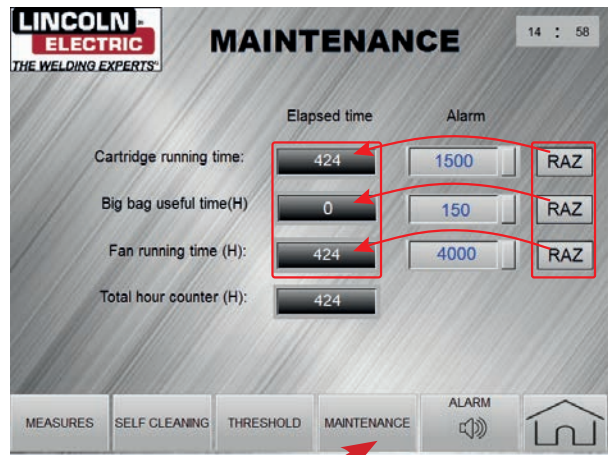 LINCOLN
ELECTRIC
THE WELDING EXPERTS®
MAINTENANCE
14 : 58
Elapsed time Alarm
Cartridge running time: 424 1500 RAZ
Big bag useful time(H) 0 150 RAZ
Fan running time (H): 424 4000 RAZ
Total hour counter (H): 424
MEASURES SELF CLEANING THRESHOLD MAINTENANCE ALARM